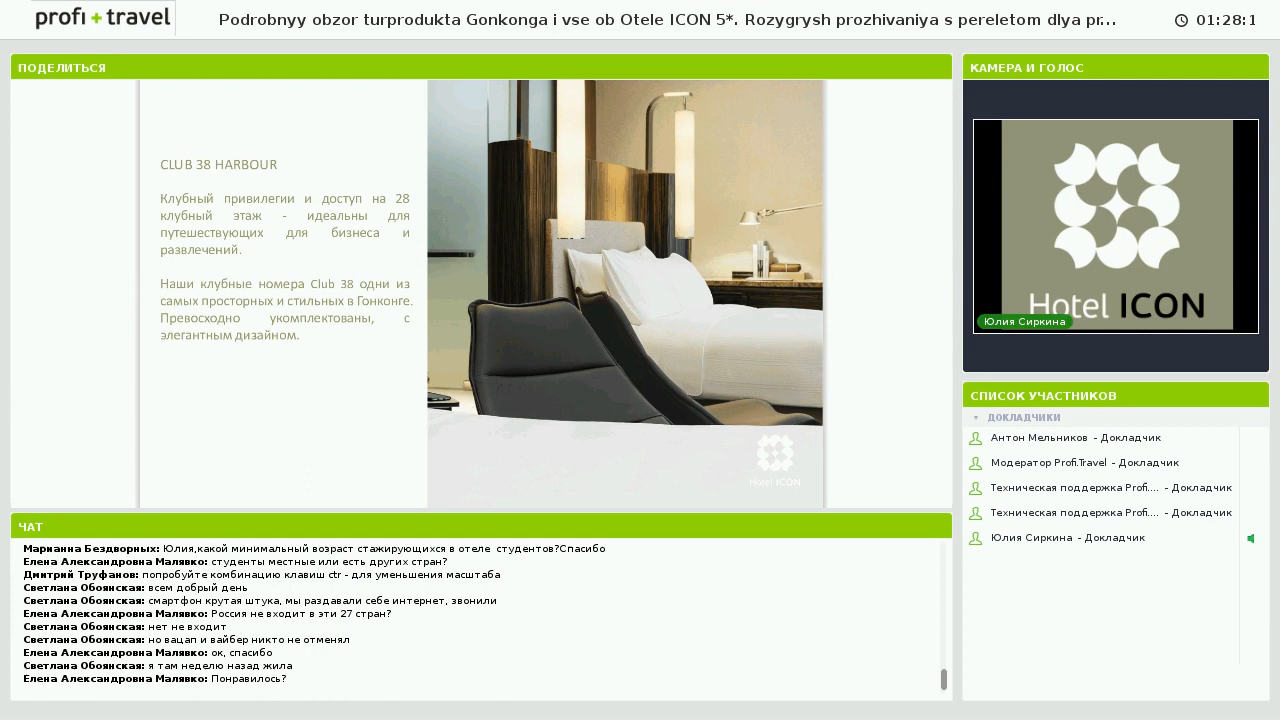 profi + travel
Podrobnyy obzor turprodukta Gonkonga i vse ob Otele ICON 5*. Rozygrysh prozhivaniya s pereletom dlya pr...
01:28:1
ПОДЕЛИТЬСЯ
CLUB 38 HARBOUR
Клубный привилегии и доступ на 28
клубный этаж - идеальны для
путешествующих для бизнеса и
развлечений.
Наши клубные номера Club 38 одни из
самых просторных и стильных в Гонконге.
Превосходно укомплектованы, с
элегантным дизайном.
Hotel ICON
КАМЕРА И ГОЛОС
Hotel ICON
Юлия Сиркина
СПИСОК УЧАСТНИКОВ
ДОКЛАДЧИКИ
Антон Мельников - Докладчик
Модератор Profi.Travel - Докладчик
Техническая поддержка Profi.... - Докладчик
Техническая поддержка Profi.... - Докладчик
Юлия Сиркина - Докладчик
ЧАТ
Марианна Бездворных: Юлия,какой минимальный возраст стажирующихся в отеле студентов?Спасибо
Елена Александровна Малявко: студенты местные или есть других стран?
Дмитрий Труфанов: попробуйте комбинацию клавиш ctr - для уменьшения масштаба
Светлана Обоянская: всем добрый день
Светлана Обоянская: смартфон крутая штука, мы раздавали себе интернет, звонили
Елена Александровна Малявко: Россия не входит в эти 27 стран?
Светлана Обоянская: нет не входит
Светлана Обоянская: но вацап и вайбер никто не отменял
Елена Александровна Малявко: ок, спасибо
Светлана Обоянская: я там неделю назад жила
Елена Александровна Малявко: Понравилось?